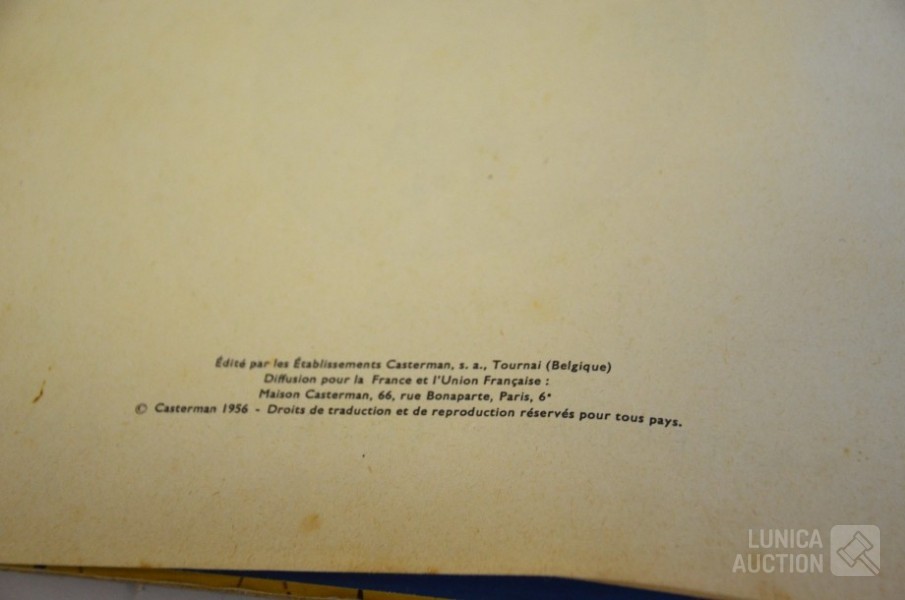 Édité par les Établissements Casterman, s. a., Tournai (Belgique)
Diffusion pour la France et l'Union Française :
Maison Casterman, 66, rue Bonaparte, Paris, 6e
© Casterman 1956 - Droits de traduction et de reproduction réservés pour tous pays.
LUNICA
AUCTION